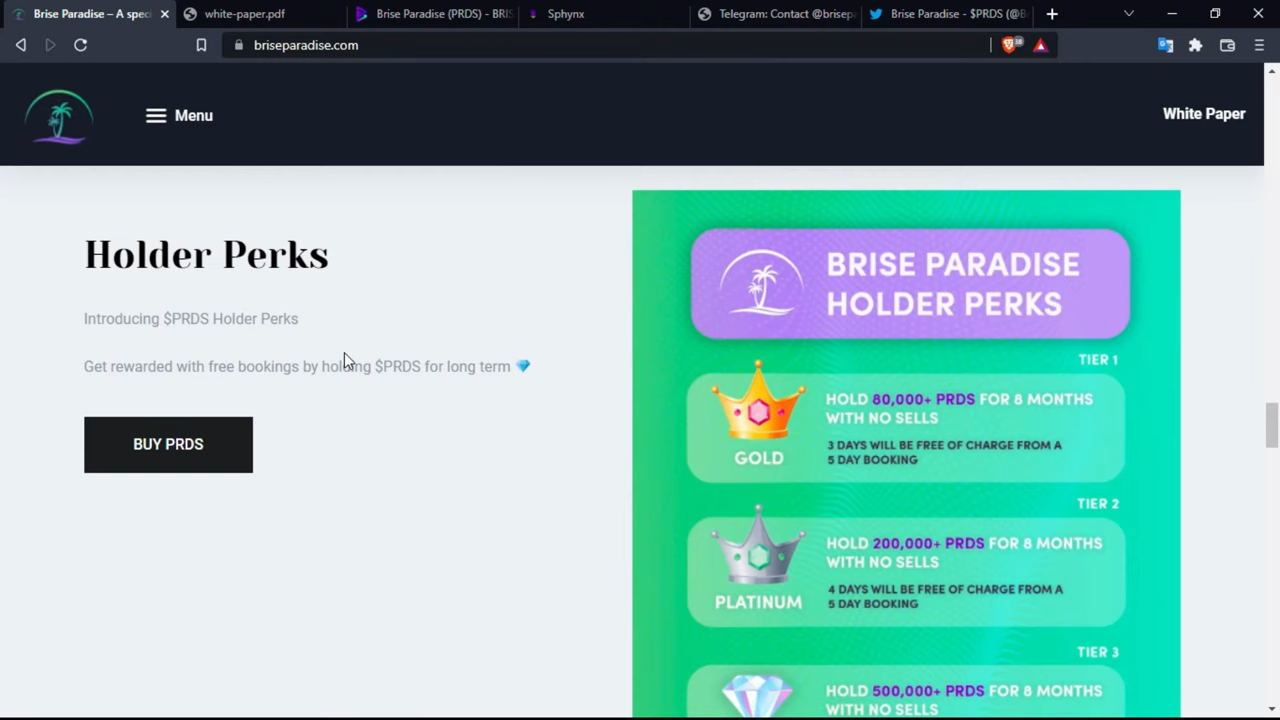 Brise Paradise – A speci
white-paper.pdf
Brise Paradise (PRDS) - BRIS
Sphynx
Telegram: Contact @brisepa
Brise Paradise - $PRDS (@B
briseparadise.com
38
Menu
White Paper
Holder Perks
Introducing $PRDS Holder Perks
Get rewarded with free bookings by holding $PRDS for long term 💎
BUY PRDS
BRISE PARADISE
HOLDER PERKS
TIER 1
HOLD 80,000+ PRDS FOR 8 MONTHS
WITH NO SELLS
3 DAYS WILL BE FREE OF CHARGE FROM A
5 DAY BOOKING
GOLD
TIER 2
HOLD 200,000+ PRDS FOR 8 MONTHS
WITH NO SELLS
4 DAYS WILL BE FREE OF CHARGE FROM A
5 DAY BOOKING
PLATINUM
TIER 3
HOLD 500,000+ PRDS FOR 8 MONTHS
WITH NO SELLS